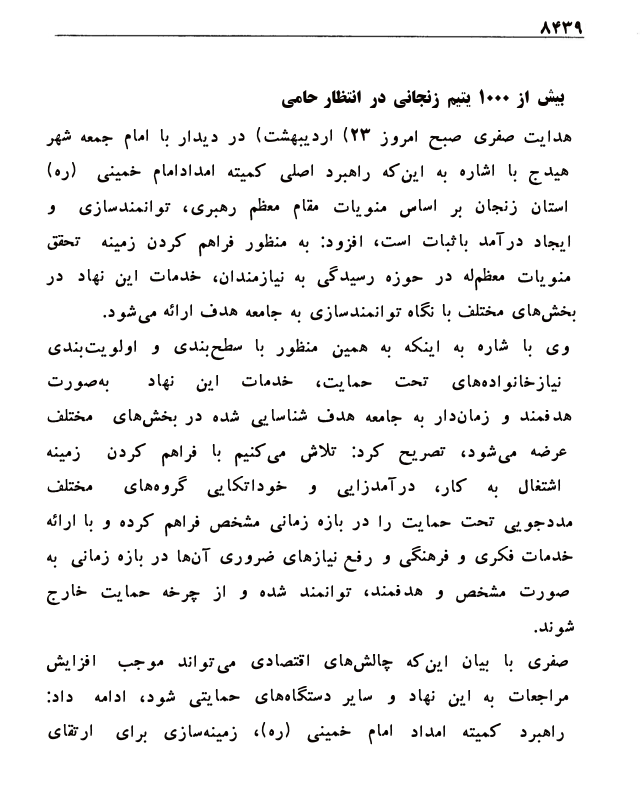 ۸۴۳۹
بیش از ۱۰۰۰ یتیم زنجانی در انتظار حامی
هدایت صفری صبح امروز ۲۳) اردیبهشت) در دیدار با امام جمعه شهر
هیدج با اشاره به این‌که راهبرد اصلی کمیته امدادامام خمینی (ره)
استان زنجان بر اساس منویات مقام معظم رهبری، توانمندسازی و
ایجاد درآمد باثبات است، افزود: به منظور فراهم کردن زمینه تحقق
منویات معظم‌له در حوزه رسیدگی به نیازمندان، خدمات این نهاد در
بخش‌های مختلف با نگاه توانمندسازی به جامعه هدف ارائه می‌شود.
وی با شاره به اینکه به همین منظور با سطح‌بندی و اولویت‌بندی
نیازخانواده‌های تحت حمایت، خدمات این نهاد به‌صورت
هدفمند و زمان‌دار به جامعه هدف شناسایی شده در بخش‌های مختلف
عرضه می‌شود، تصریح کرد: تلاش می‌کنیم با فراهم کردن زمینه
اشتغال به کار، درآمدزایی و خوداتکایی گروه‌های مختلف
مددجویی تحت حمایت را در بازه زمانی مشخص فراهم کرده و با ارائه
خدمات فکری و فرهنگی و رفع نیازهای ضروری آن‌ها در بازه زمانی به
صورت مشخص و هدفمند، توانمند شده و از چرخه حمایت خارج
شوند.
صفری با بیان این‌که چالش‌های اقتصادی می‌تواند موجب افزایش
مراجعات به این نهاد و سایر دستگاه‌های حمایتی شود، ادامه داد:
راهبرد کمیته امداد امام خمینی (ره)، زمینه‌سازی برای ارتقای